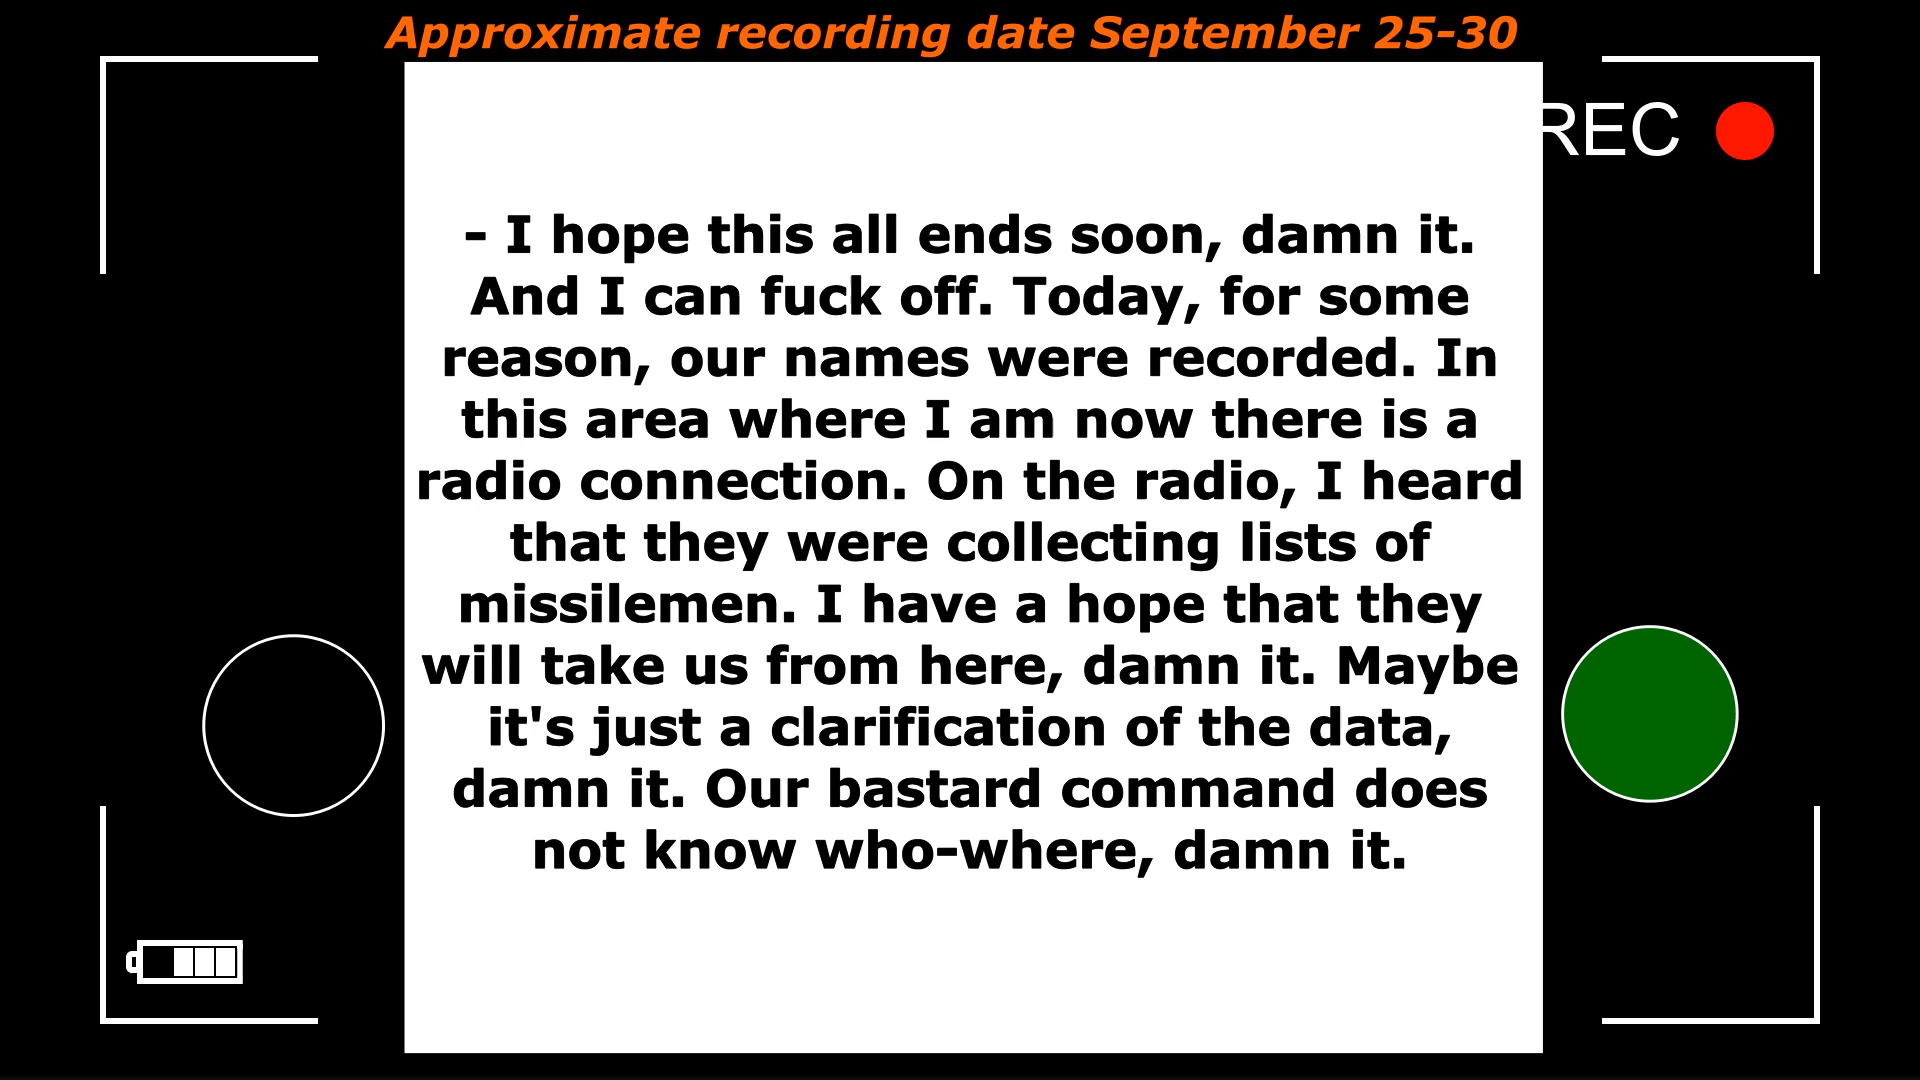 Approximate recording date September 25-30
REC
- I hope this all ends soon, damn it.
And I can fuck off. Today, for some
reason, our names were recorded. In
this area where I am now there is a
radio connection. On the radio, I heard
that they were collecting lists of
missilemen. I have a hope that they
will take us from here, damn it. Maybe
it's just a clarification of the data,
damn it. Our bastard command does
not know who-where, damn it.